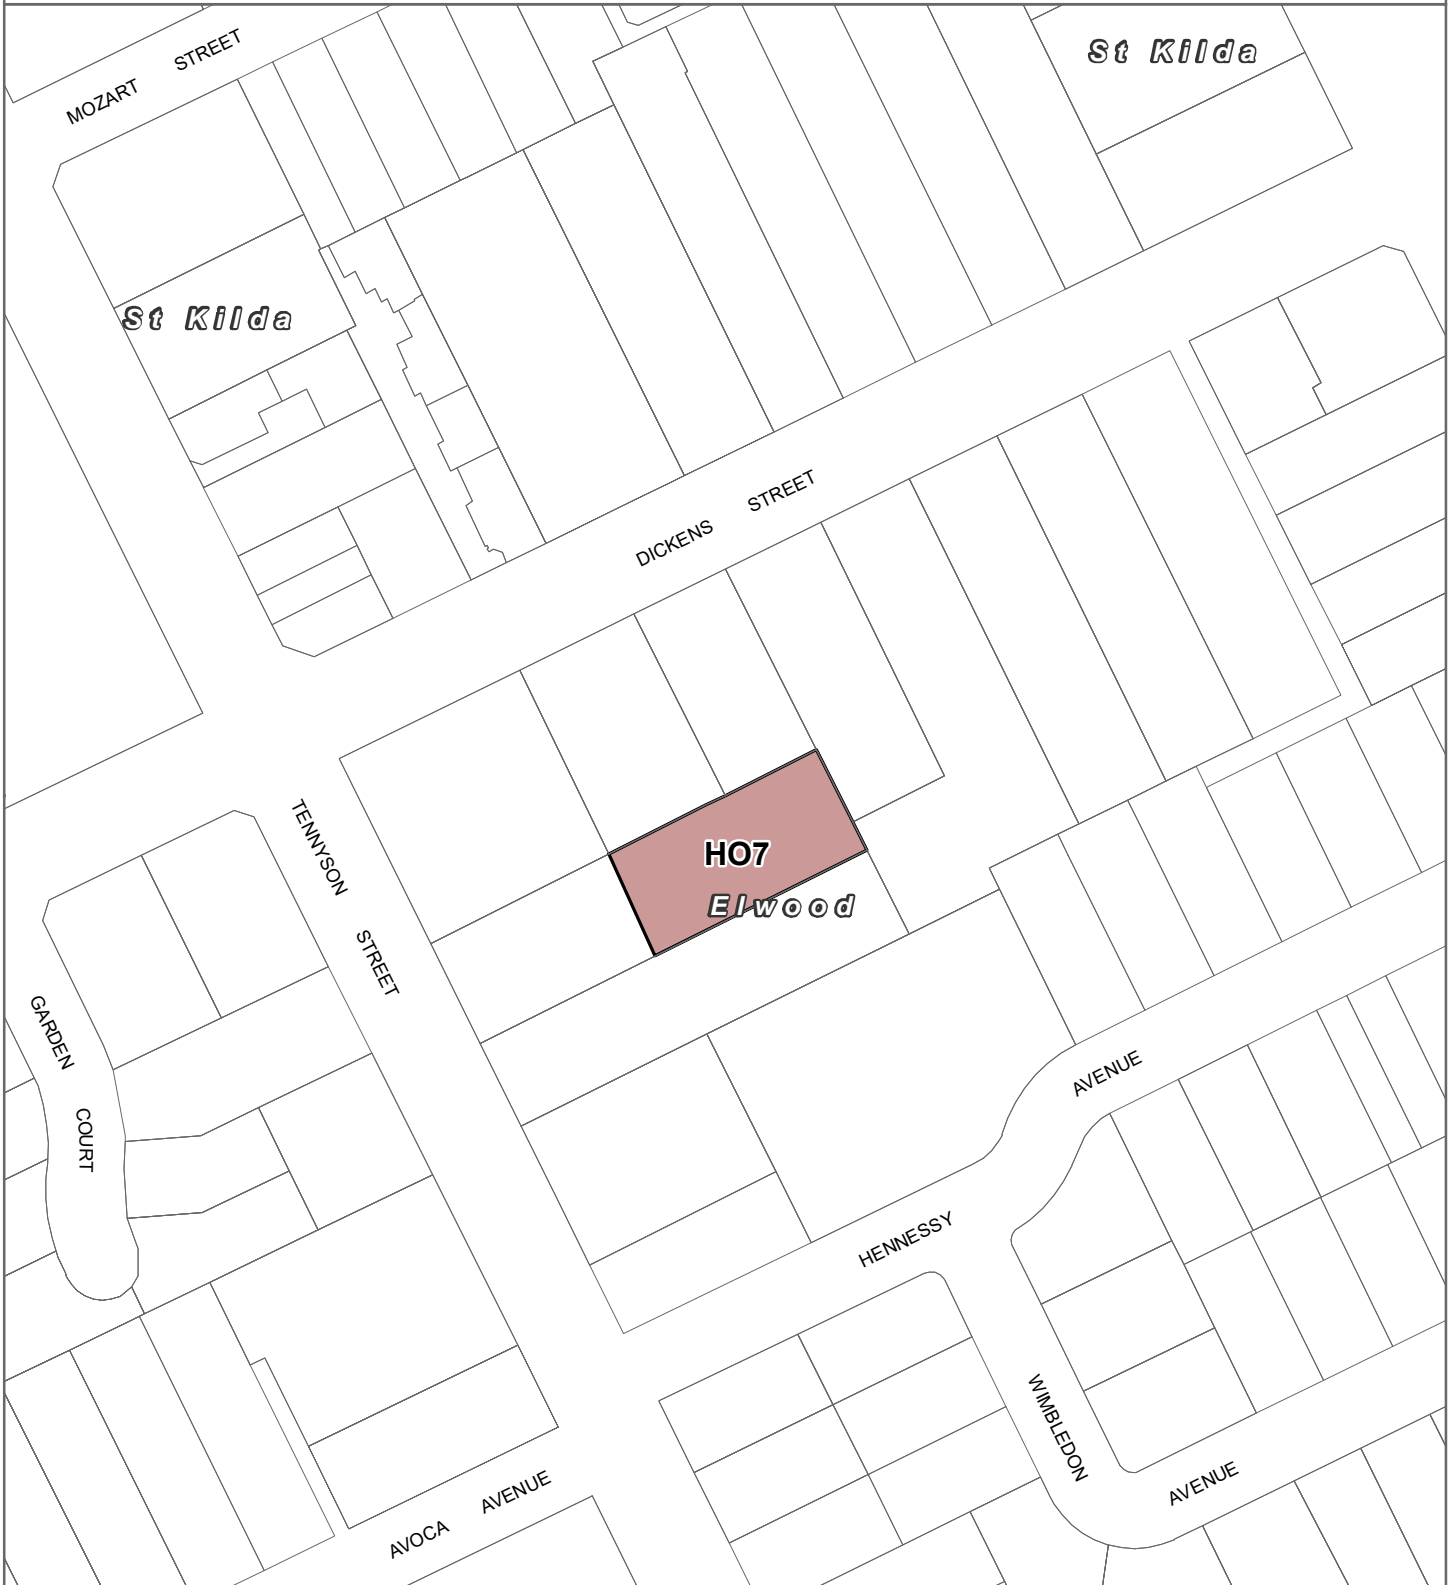 St Kilda
MOZART STREET
St Kilda
DICKENS STREET
TENNYSON STREET
HO7
Elwood
GARDEN COURT
AVENUE
HENNESSY
WIMBLEDON
AVENUE
AVOCA AVENUE